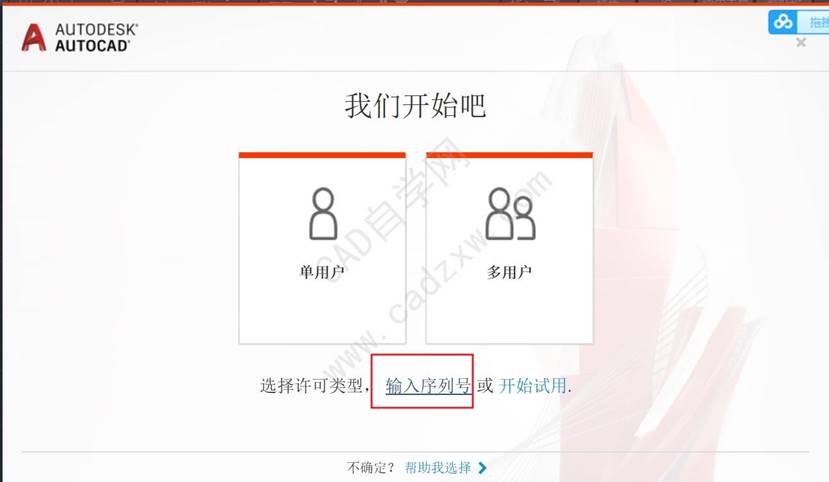 AUTODESK®
AUTOCAD®
拖拽
我们开始吧
单用户
多用户
CAD自学网
www.cadzxw.com
选择许可类型, 输入序列号 或 开始试用.
不确定? 帮助我选择